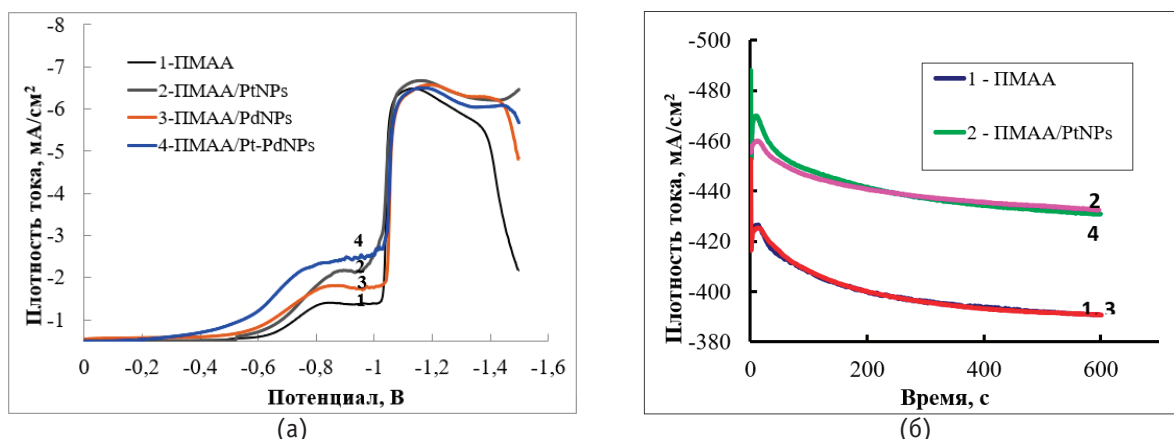 -8
-7
-6
-5
-4
-3
-2
-1
Плотность тока, мА/см²
1-ПМАА
2-ПМАА/PtNPs
3-ПМАА/PdNPs
4-ПМАА/Pt-PdNPs
4
2
3
1
0
-0,2
-0,4
-0,6
-0,8
-1
-1,2
-1,4
-1,6
Потенциал, В
(а)
-500
-480
-460
-440
-420
-400
-380
Плотность тока, мА/см²
1 - ПМАА
2 - ПМАА/PtNPs
2
4
1 3
0
200
400
600
Время, с
(б)